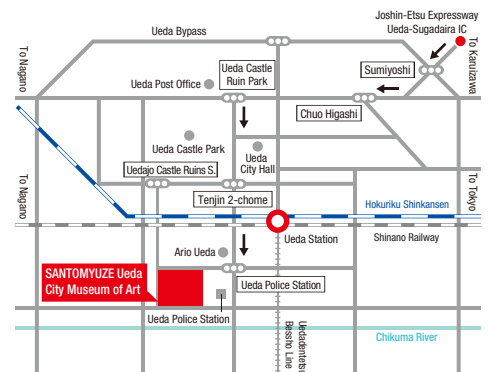 Joshin-Etsu Expressway
Ueda-Sugadaira IC
Ueda Bypass
To Nagano
To Karuizawa
Ueda Castle
Ruin Park
Sumiyoshi
Ueda Post Office
Chuo Higashi
Ueda Castle Park
Ueda
City Hall
Uedajo Castle Ruins S.
To Nagano
To Tokyo
Tenjin 2-chome
Hokuriku Shinkansen
Ueda Station
Shinano Railway
Ario Ueda
SANTOMYUZE Ueda
City Museum of Art
Ueda Police Station
Ueda Police Station
Uedadentetsu
Bessho Line
Chikuma River